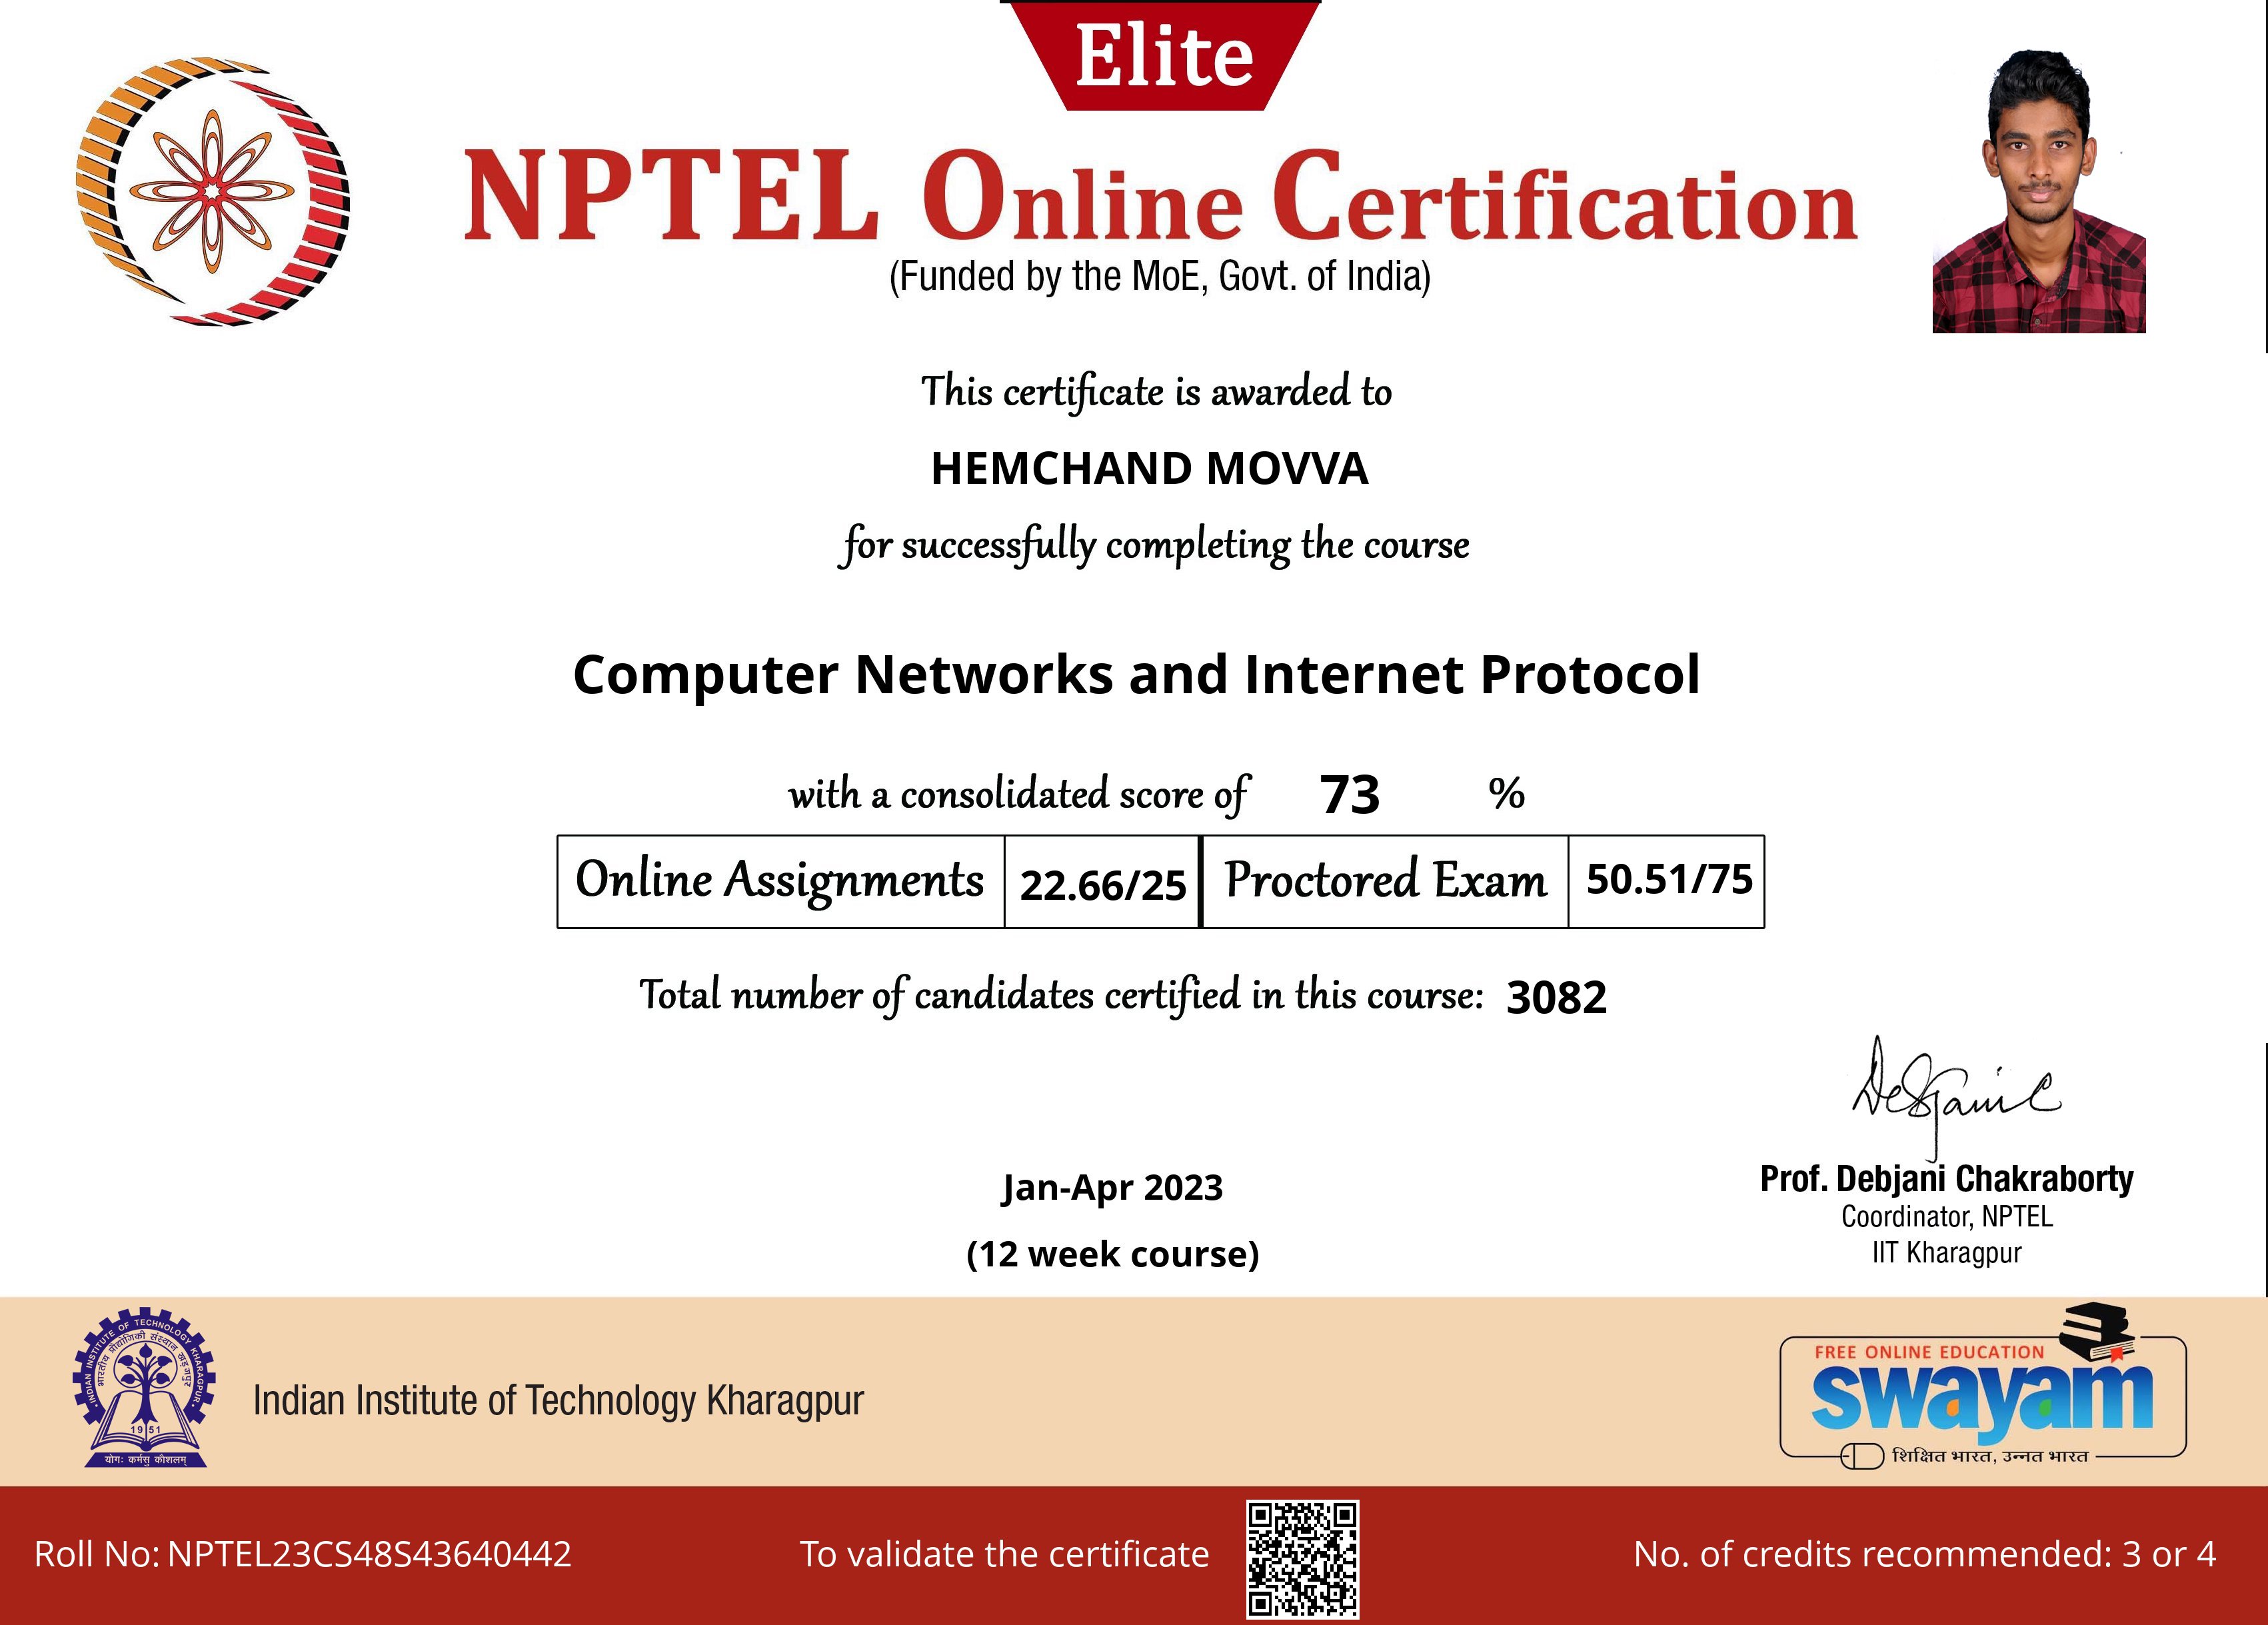 Elite
NPTEL Online Certification
(Funded by the MoE, Govt. of India)
This certificate is awarded to
HEMCHAND MOVVA
for successfully completing the course
Computer Networks and Internet Protocol
with a consolidated score of 73 %
Online Assignments 22.66/25 Proctored Exam 50.51/75
Total number of candidates certified in this course: 3082
Debjani C
Prof. Debjani Chakraborty
Coordinator, NPTEL
IIT Kharagpur
Jan-Apr 2023
(12 week course)
INDIAN INSTITUTE OF TECHNOLOGY KHARAGPUR
भारतीय प्रौद्योगिकी संस्थान खड़गपुर
1951
योगः कर्मसु कौशलम्
Indian Institute of Technology Kharagpur
FREE ONLINE EDUCATION
swayam
शिक्षित भारत, उन्नत भारत
Roll No: NPTEL23CS48S43640442
To validate the certificate
No. of credits recommended: 3 or 4